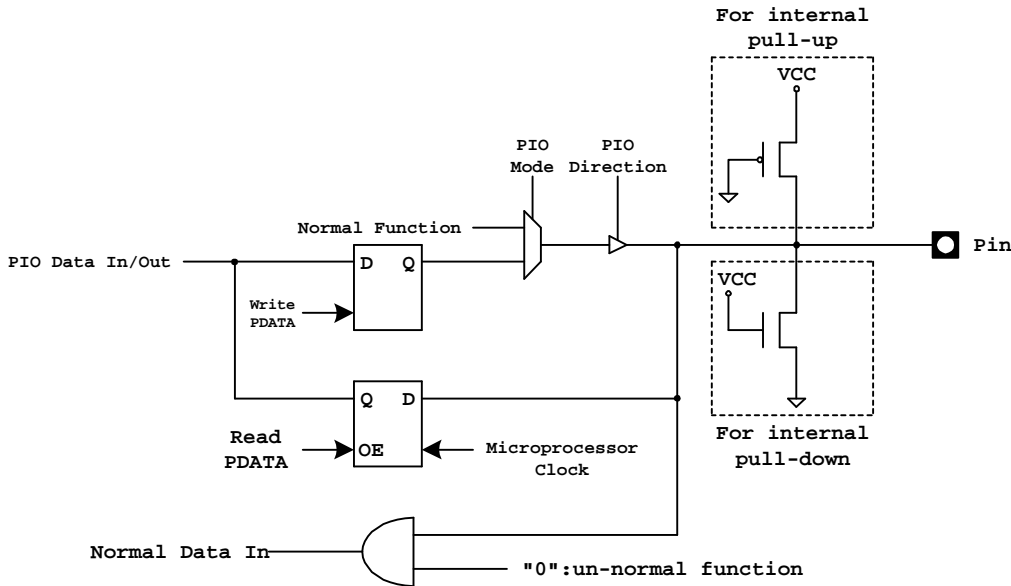 For internal
pull-up
VCC
PIO
Mode
PIO
Direction
Normal Function
PIO Data In/Out
D Q
Pin
VCC
Write
PDATA
Q D
Read
PDATA
OE
Microprocessor
Clock
For internal
pull-down
Normal Data In
"0":un-normal function